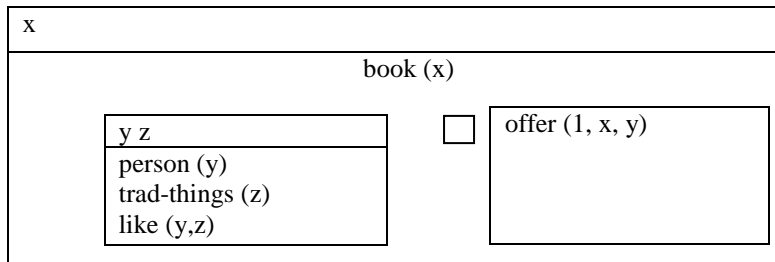 x
book (x)
y z
offer (1, x, y)
person (y)
trad-things (z)
like (y,z)